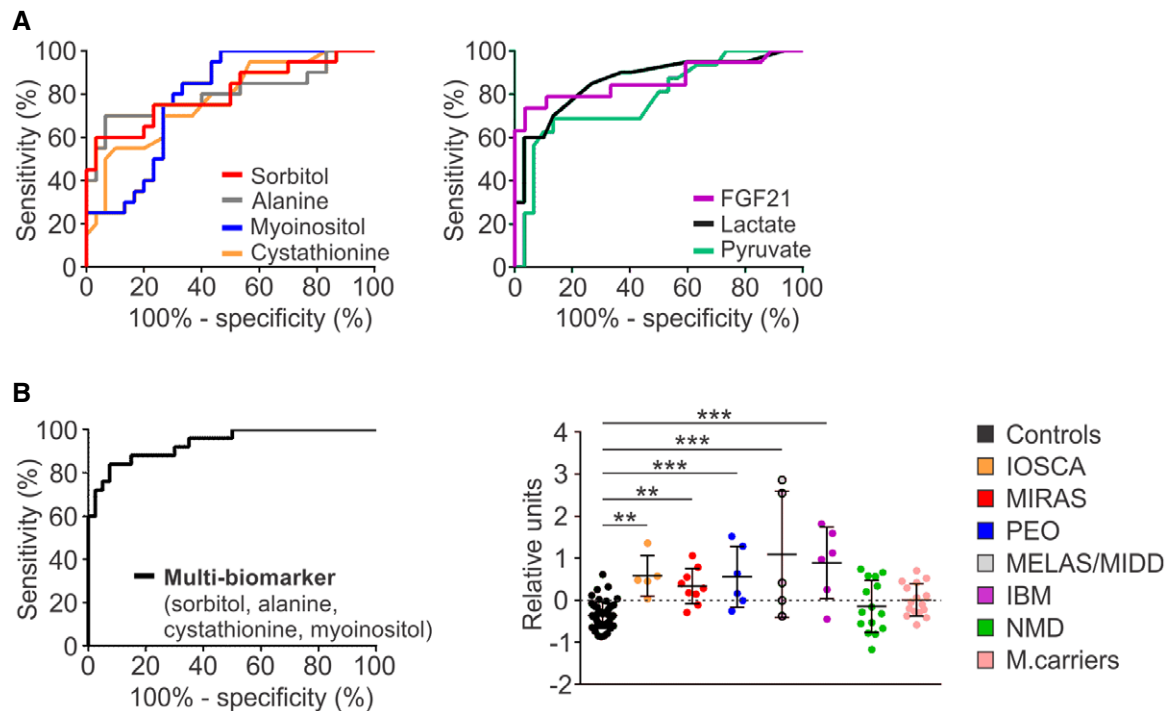 A
Sensitivity (%)
100
80
60
40
20
0
0 20 40 60 80 100
100% - specificity (%)
Sorbitol
Alanine
Myoinositol
Cystathionine
Sensitivity (%)
100
80
60
40
20
0
0 20 40 60 80 100
100% - specificity (%)
FGF21
Lactate
Pyruvate
B
Sensitivity (%)
100
80
60
40
20
0
0 20 40 60 80 100
100% - specificity (%)
Multi-biomarker
(sorbitol, alanine,
cystathionine, myoinositol)
Relative units
4
3
2
1
0
-1
-2
***
***
***
**
**
Controls
IOSCA
MIRAS
PEO
MELAS/MIDD
IBM
NMD
M.carriers